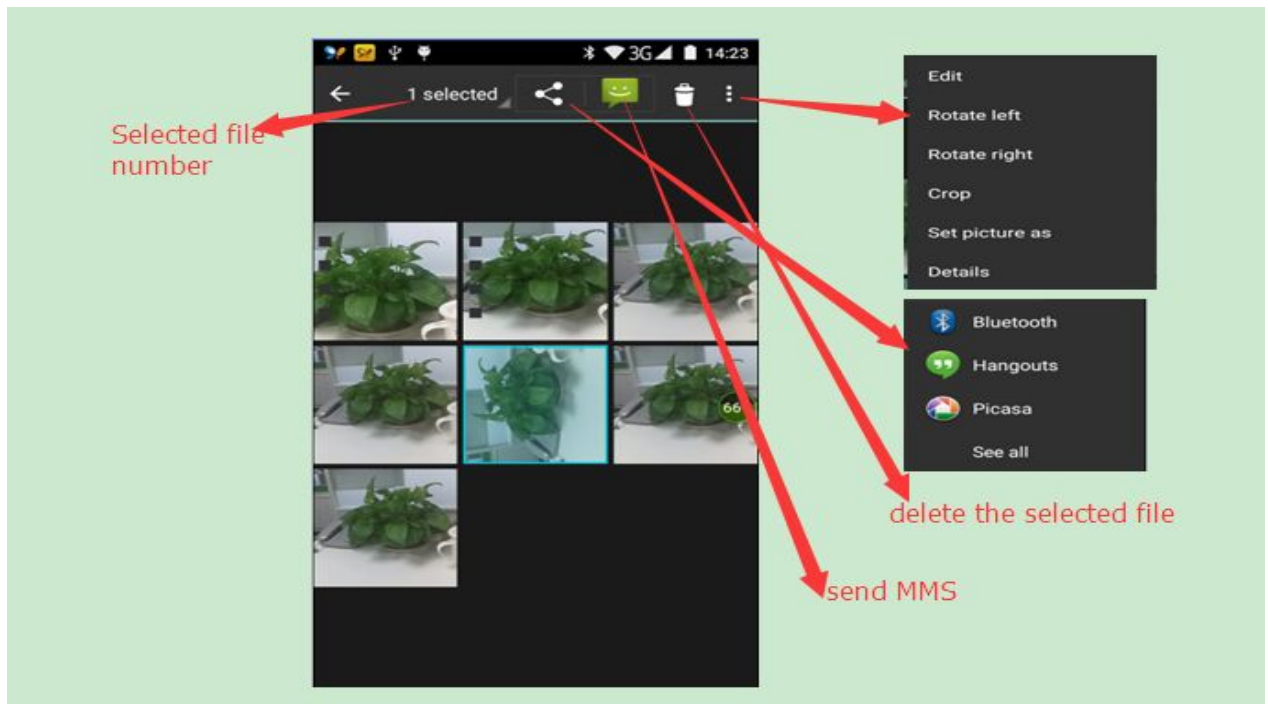 3G 14:23
1 selected
Selected file
number
66
Edit
Rotate left
Rotate right
Crop
Set picture as
Details
Bluetooth
Hangouts
Picasa
See all
delete the selected file
send MMS